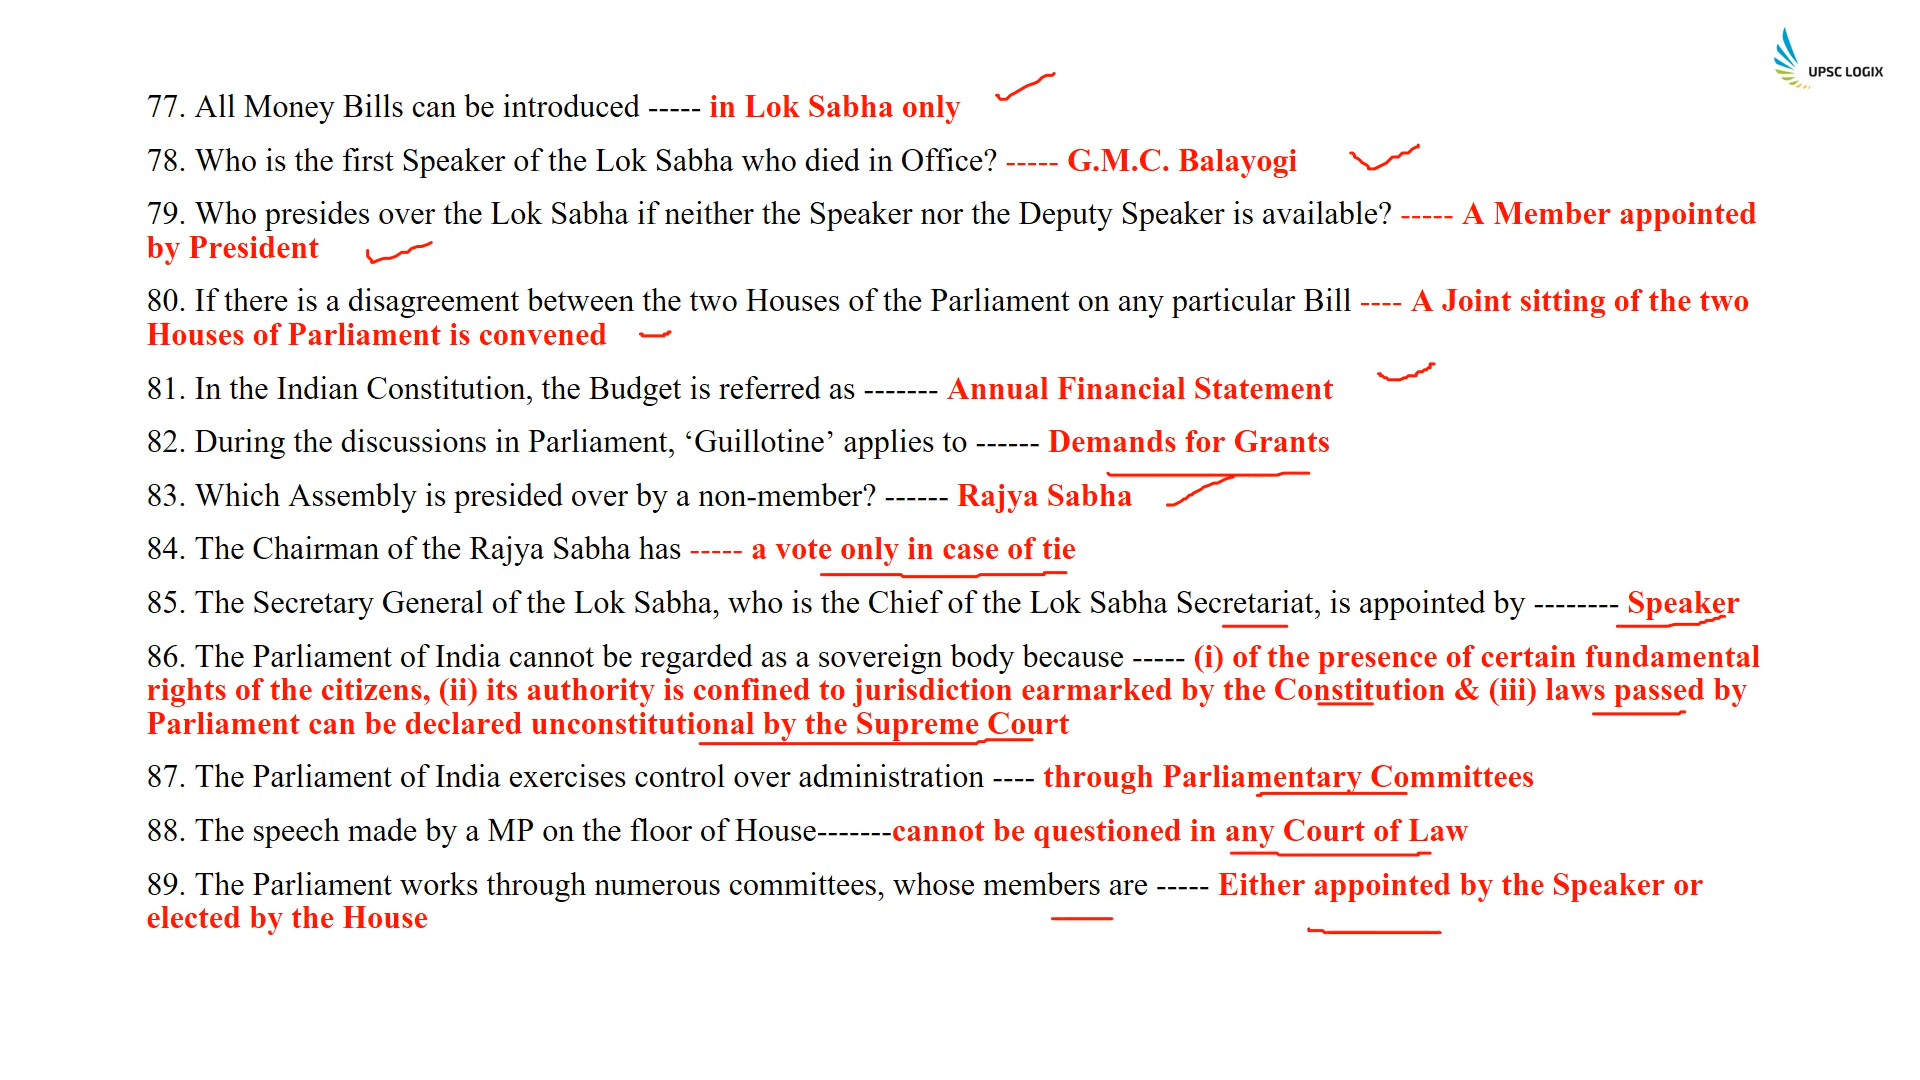 UPSC LOGIX
77. All Money Bills can be introduced ----- in Lok Sabha only
78. Who is the first Speaker of the Lok Sabha who died in Office? ----- G.M.C. Balayogi
79. Who presides over the Lok Sabha if neither the Speaker nor the Deputy Speaker is available? ----- A Member appointed
by President
80. If there is a disagreement between the two Houses of the Parliament on any particular Bill ---- A Joint sitting of the two
Houses of Parliament is convened
81. In the Indian Constitution, the Budget is referred as ------- Annual Financial Statement
82. During the discussions in Parliament, ‘Guillotine’ applies to ------ Demands for Grants
83. Which Assembly is presided over by a non-member? ------ Rajya Sabha
84. The Chairman of the Rajya Sabha has ----- a vote only in case of tie
85. The Secretary General of the Lok Sabha, who is the Chief of the Lok Sabha Secretariat, is appointed by -------- Speaker
86. The Parliament of India cannot be regarded as a sovereign body because ----- (i) of the presence of certain fundamental
rights of the citizens, (ii) its authority is confined to jurisdiction earmarked by the Constitution & (iii) laws passed by
Parliament can be declared unconstitutional by the Supreme Court
87. The Parliament of India exercises control over administration ---- through Parliamentary Committees
88. The speech made by a MP on the floor of House-------cannot be questioned in any Court of Law
89. The Parliament works through numerous committees, whose members are ----- Either appointed by the Speaker or
elected by the House